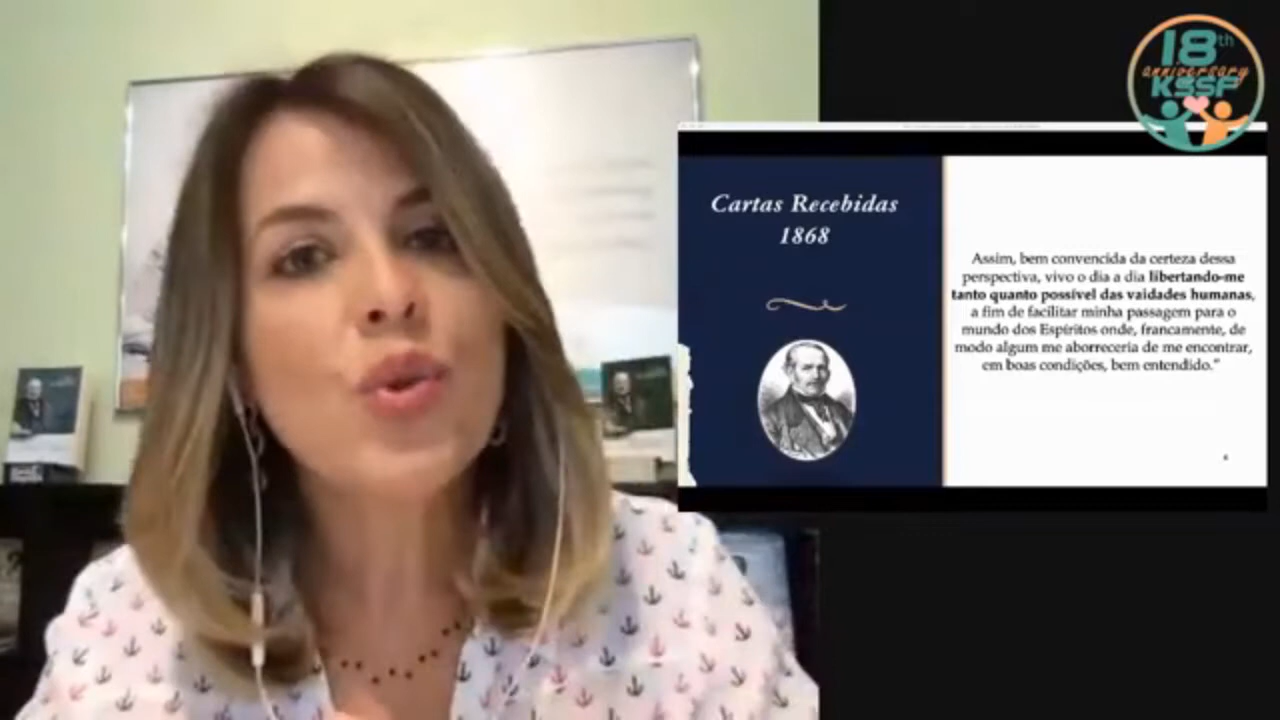 18th
anniversary
KSSF
Cartas Recebidas
1868
Assim, bem convencida da certeza dessa
perspectiva, vivo o dia a dia libertando-me
tanto quanto possível das vaidades humanas,
a fim de facilitar minha passagem para o
mundo dos Espíritos onde, francamente, de
modo algum me aborreceria de me encontrar,
em boas condições, bem entendido.”